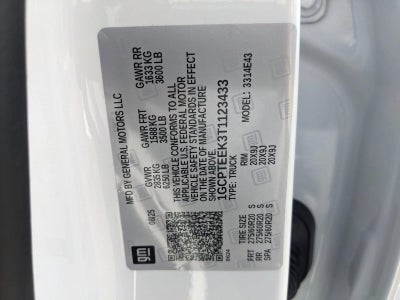 MFD BY GENERAL MOTORS LLC
08/25
GVWR
2835 KG
6250 LB
GAWR FRT
1588 KG
3500 LB
GAWR RR
1633 KG
3600 LB
THIS VEHICLE CONFORMS TO ALL
APPLICABLE U.S. FEDERAL MOTOR
VEHICLE SAFETY STANDARDS IN EFFECT
ON THE DATE OF MANUFACTURE
1GCPTEEK3T1123433
TYPE: TRUCK
MODEL: 3314E43
TIRE SIZE
RIM
FRT 275/60R20 S 20X9J
RR 275/60R20 S 20X9J
SPA 275/60R20 S 20X9J
gm